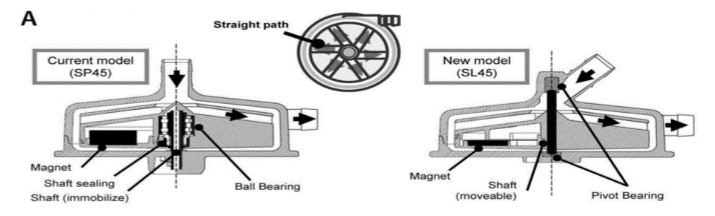 A
Straight path
Current model
(SP45)
New model
(SL45)
Magnet
Shaft sealing
Shaft (immobilize)
Ball Bearing
Magnet
Shaft
(moveable)
Pivot Bearing